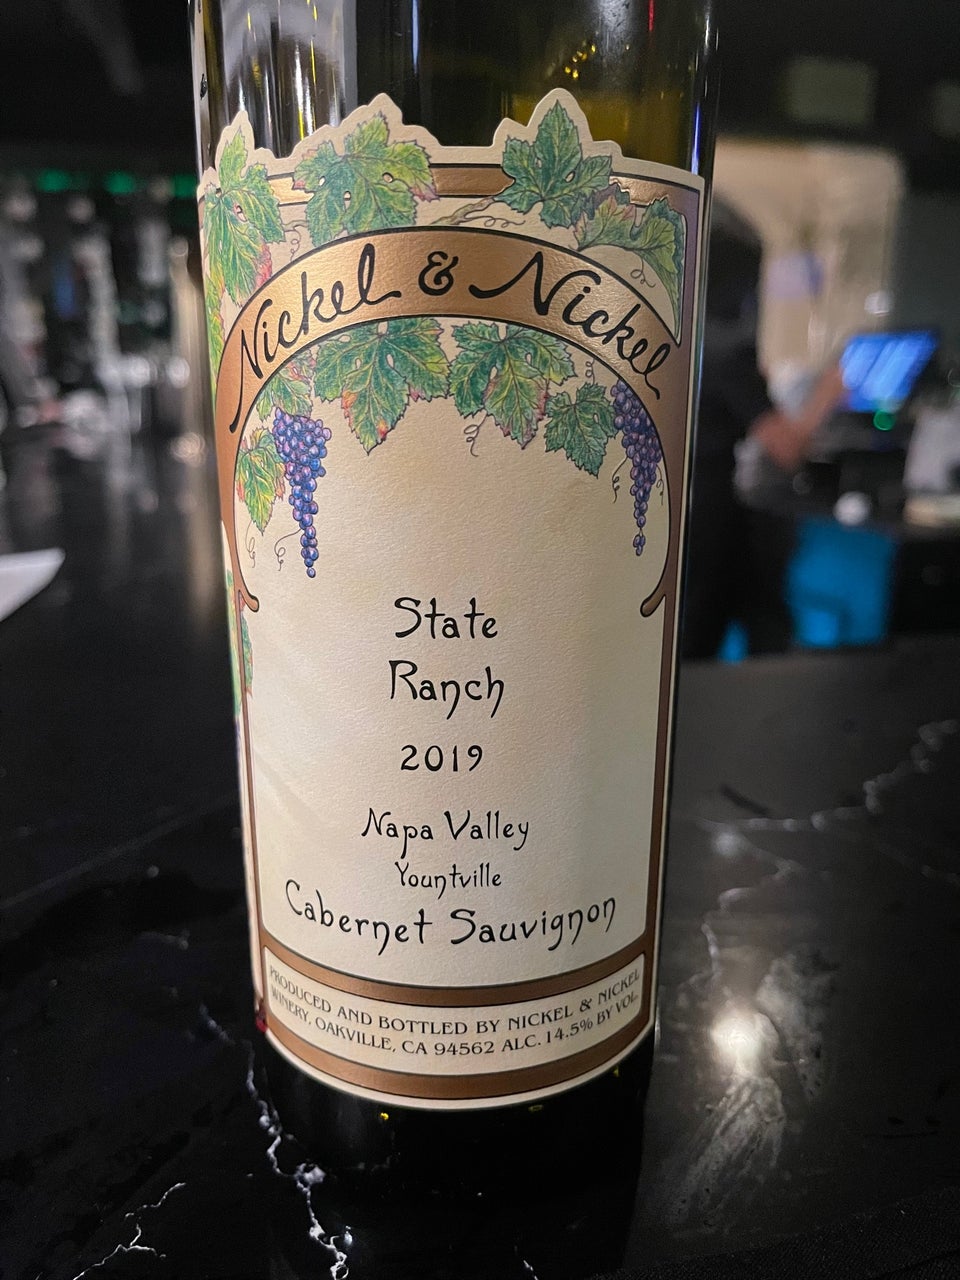 Nickel & Nickel
State
Ranch
2019
Napa Valley
Yountville
Cabernet Sauvignon
PRODUCED AND BOTTLED BY NICKEL & NICKEL
WINERY, OAKVILLE, CA 94562 ALC. 14.5% BY VOL.